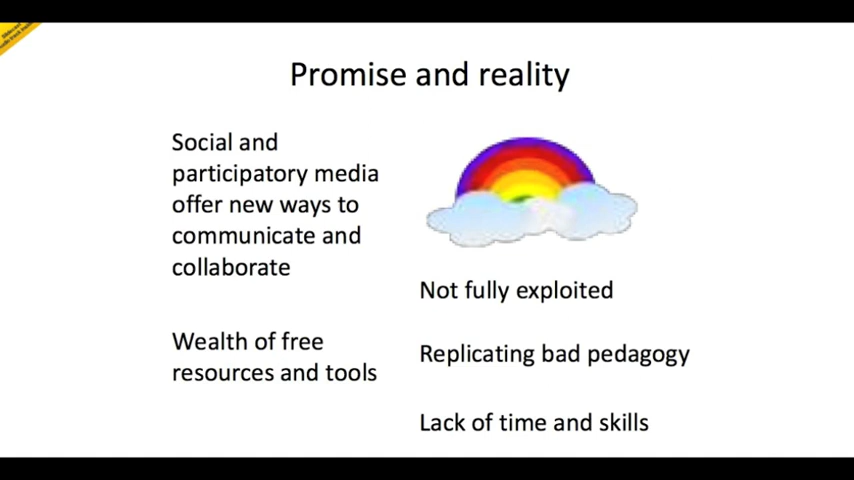 Promise and reality
Social and
participatory media
offer new ways to
communicate and
collaborate
Wealth of free
resources and tools
Not fully exploited
Replicating bad pedagogy
Lack of time and skills